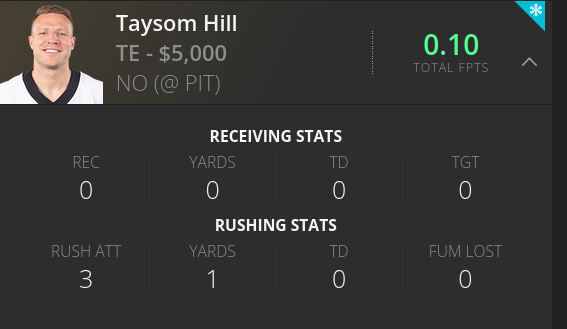 Taysom Hill
TE - $5,000
NO (@ PIT)
0.10
TOTAL FPTS
RECEIVING STATS
REC YARDS TD TGT
0 0 0 0
RUSHING STATS
RUSH ATT YARDS TD FUM LOST
3 1 0 0